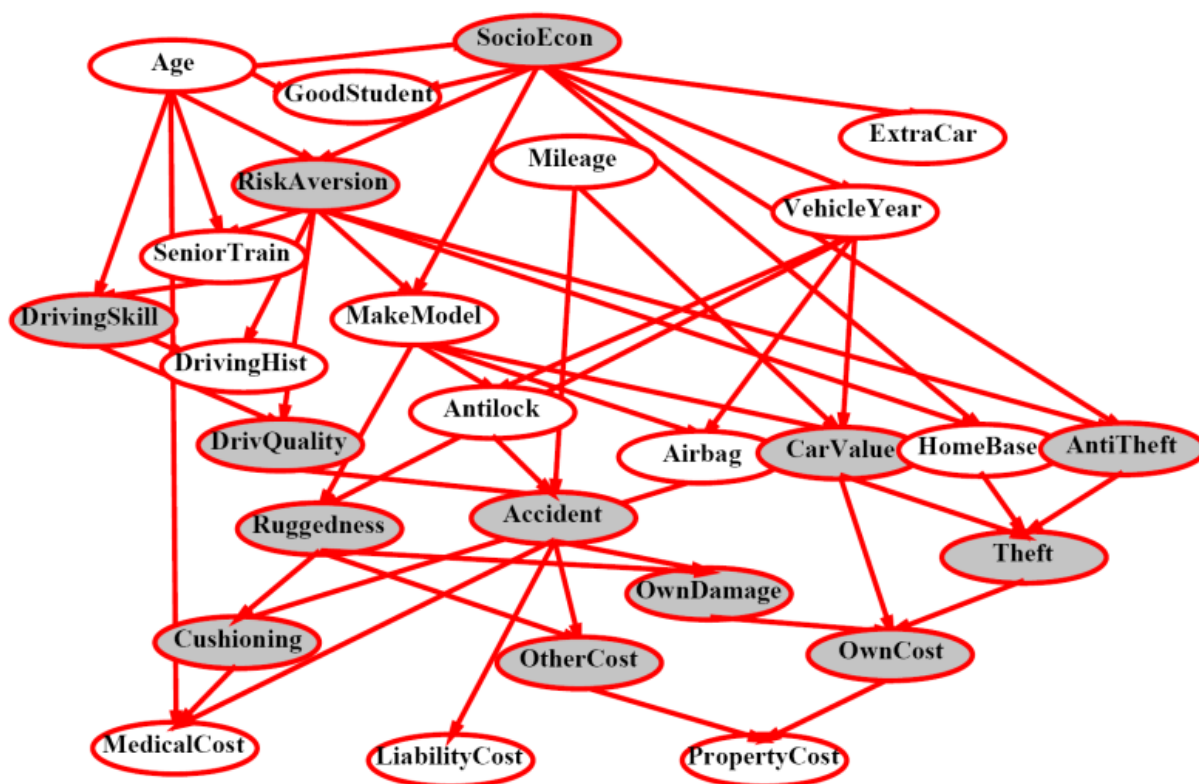 SocioEcon
Age
GoodStudent
ExtraCar
Mileage
RiskAversion
VehicleYear
SeniorTrain
DrivingSkill
MakeModel
DrivingHist
Antilock
DrivQuality
Airbag
CarValue
HomeBase
AntiTheft
Ruggedness
Accident
Theft
OwnDamage
Cushioning
OtherCost
OwnCost
MedicalCost
LiabilityCost
PropertyCost